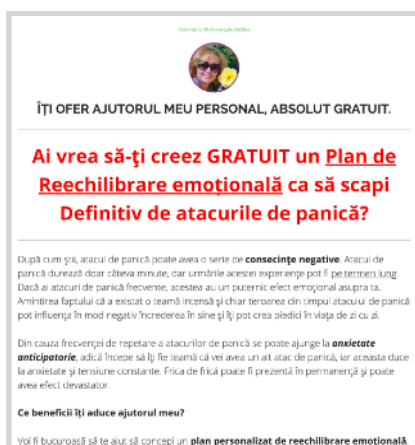 Centrul de Psihoterapie Online
ÎȚI OFER AJUTORUL MEU PERSONAL, ABSOLUT GRATUIT.
Ai vrea să-ți creez GRATUIT un Plan de
Reechilibrare emoțională ca să scapi
Definitiv de atacurile de panică?
După cum știi, atacul de panică poate avea o serie de consecințe negative. Atacul de
panică durează doar câteva minute, dar urmările acestei experiențe pot fi pe termen lung.
Dacă ai atacuri de panică frecvente, acestea au un puternic efect emoțional asupra ta.
Amintirea faptului că a existat o teamă intensă și chiar teroarea din timpul atacului de panică
pot influența în mod negativ încrederea în sine și îți pot crea piedici în viața de zi cu zi.
Din cauza frecvenței de repetare a atacurilor de panică se poate ajunge la anxietate
anticipatorie, adică începe să îți fie teamă că vei avea un alt atac de panică, iar aceasta duce
la anxietate și tensiune constante. Frica de frică poate fi prezentă în permanență și poate
avea efect devastator.
Ce beneficii îți aduce ajutorul meu?
Voi fi bucuroasă să te ajut să concepi un plan personalizat de reechilibrare emoțională,